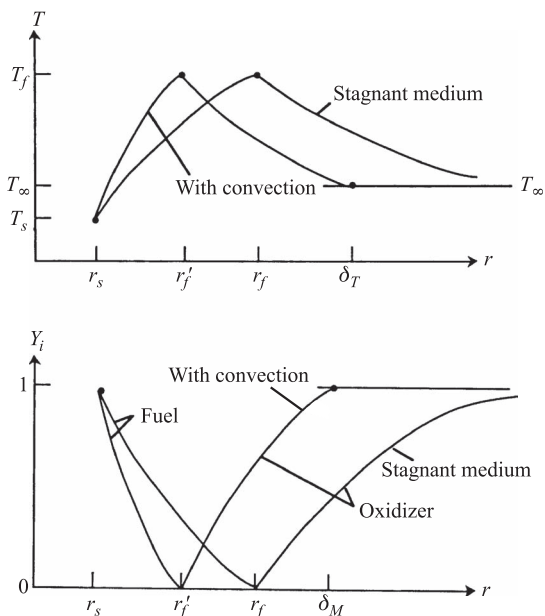 T
T_f
Stagnant medium
With convection
T_∞
T_∞
T_s
r_s
r_f'
r_f
δ_T
r
Y_i
With convection
1
Fuel
Stagnant medium
Oxidizer
0
r_s
r_f'
r_f
δ_M
r